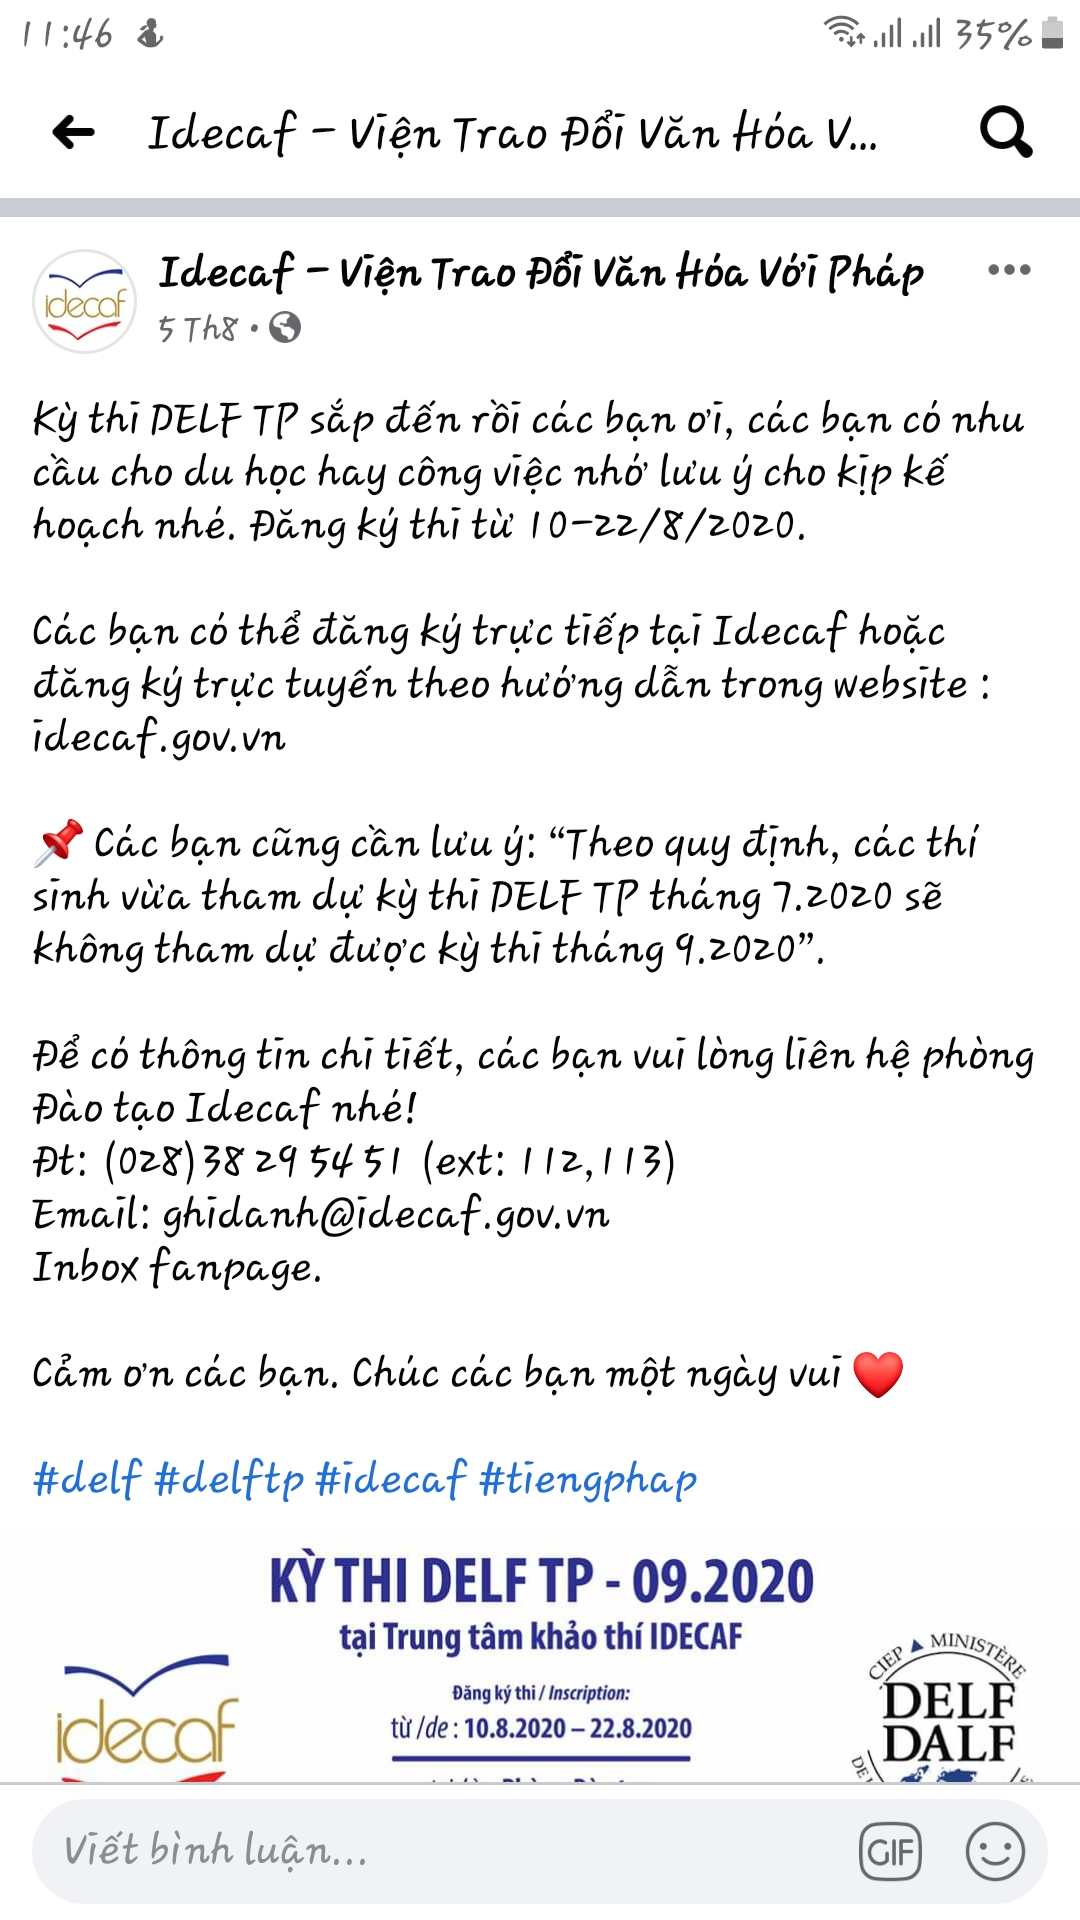 11:46
35%
Idecaf - Viện Trao Đổi Văn Hóa V...
idecaf
Idecaf - Viện Trao Đổi Văn Hóa Với Pháp
5 Th8 •
Kỳ thi DELF TP sắp đến rồi các bạn ơi, các bạn có nhu
cầu cho du học hay công việc nhớ lưu ý cho kịp kế
hoạch nhé. Đăng ký thi từ 10-22/8/2020.
Các bạn có thể đăng ký trực tiếp tại Idecaf hoặc
đăng ký trực tuyến theo hướng dẫn trong website :
idecaf.gov.vn
📌 Các bạn cũng cần lưu ý: “Theo quy định, các thí
sinh vừa tham dự kỳ thi DELF TP tháng 7.2020 sẽ
không tham dự được kỳ thi tháng 9.2020”.
Để có thông tin chi tiết, các bạn vui lòng liên hệ phòng
Đào tạo Idecaf nhé!
Đt: (028)38 29 54 51 (ext: 112,113)
Email: ghidanh@idecaf.gov.vn
Inbox fanpage.
Cảm ơn các bạn. Chúc các bạn một ngày vui ❤️
#delf #delftp #idecaf #tiengphap
KỲ THI DELF TP - 09.2020
tại Trung tâm khảo thí IDECAF
Đăng ký thi / Inscription:
từ /de : 10.8.2020 – 22.8.2020
idecaf
CIEP ▲ MINISTÈRE
DELF
DALF
Viết bình luận...
GIF